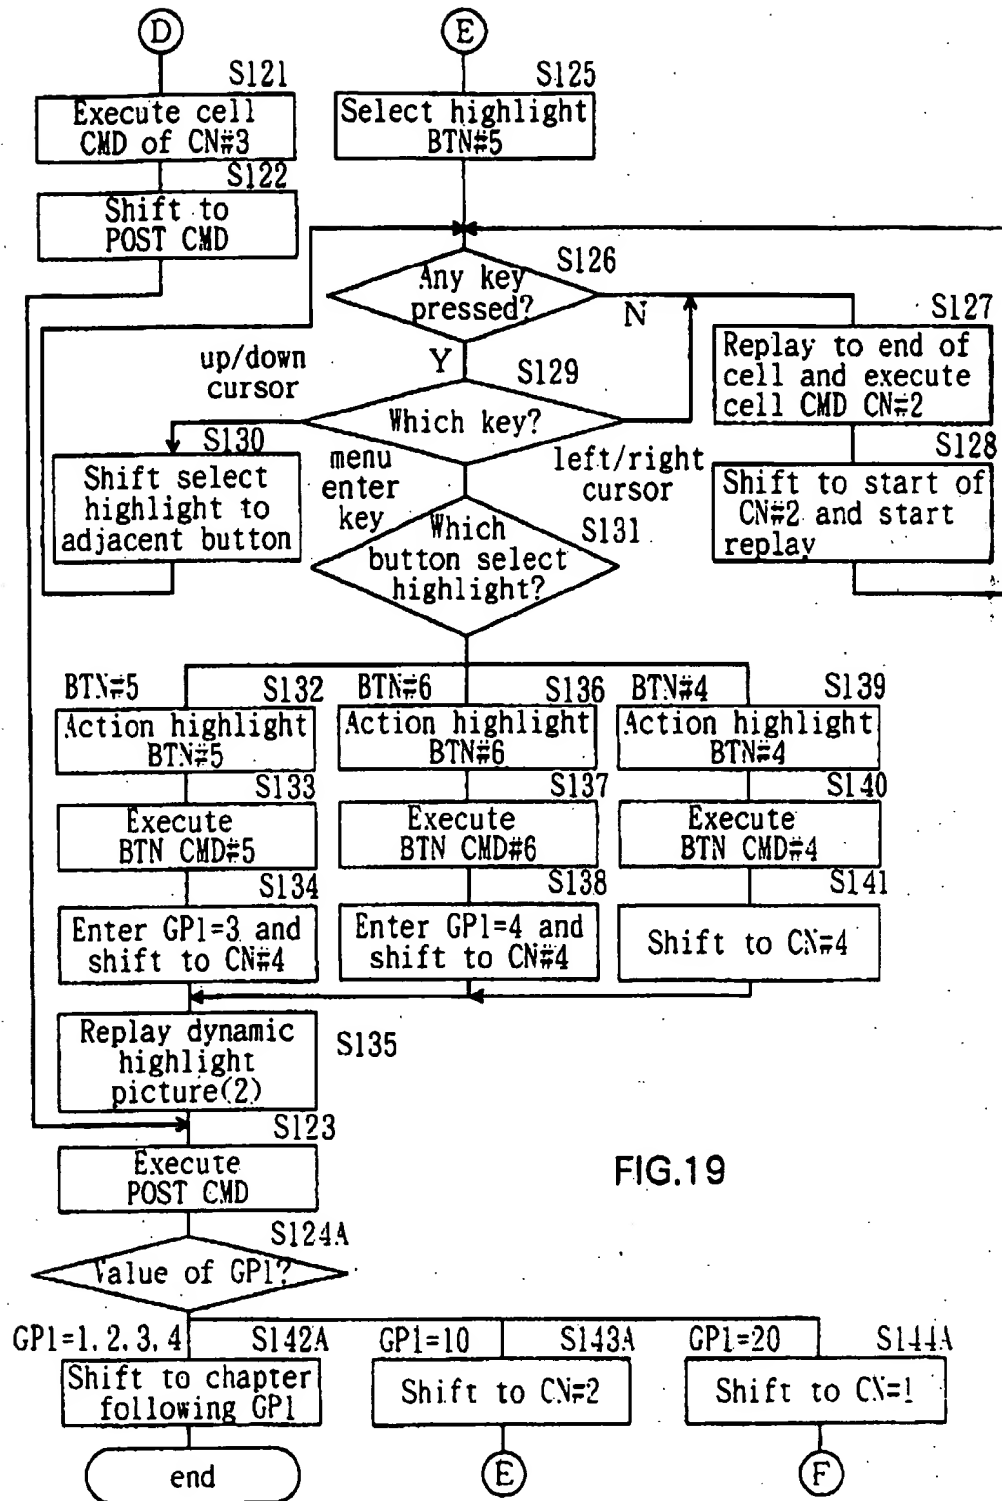 D
E
S121
Execute cell
CMD of CN#3
S122
Shift to
POST CMD
S125
Select highlight
BTN#5
S126
Any key
pressed?
N
Y
S127
Replay to end of
cell and execute
cell CMD CN#2
S128
Shift to start of
CN#2 and start
replay
up/down
cursor
S129
Which key?
S130
Shift select
highlight to
adjacent button
menu
enter
key
left/right
cursor
S131
Which
button select
highlight?
BTN#5
S132
Action highlight
BTN#5
S133
Execute
BTN CMD#5
S134
Enter GP1=3 and
shift to CN#4
BTN#6
S136
Action highlight
BTN#6
S137
Execute
BTN CMD#6
S138
Enter GP1=4 and
shift to CN#4
BTN#4
S139
Action highlight
BTN#4
S140
Execute
BTN CMD#4
S141
Shift to CN#4
Replay dynamic
highlight
picture(2)
S135
S123
Execute
POST CMD
FIG.19
S124A
Value of GP1?
GP1=1, 2, 3, 4
S142A
Shift to chapter
following GP1
end
GP1=10
S143A
Shift to CN#2
E
GP1=20
S144A
Shift to CN=1
F